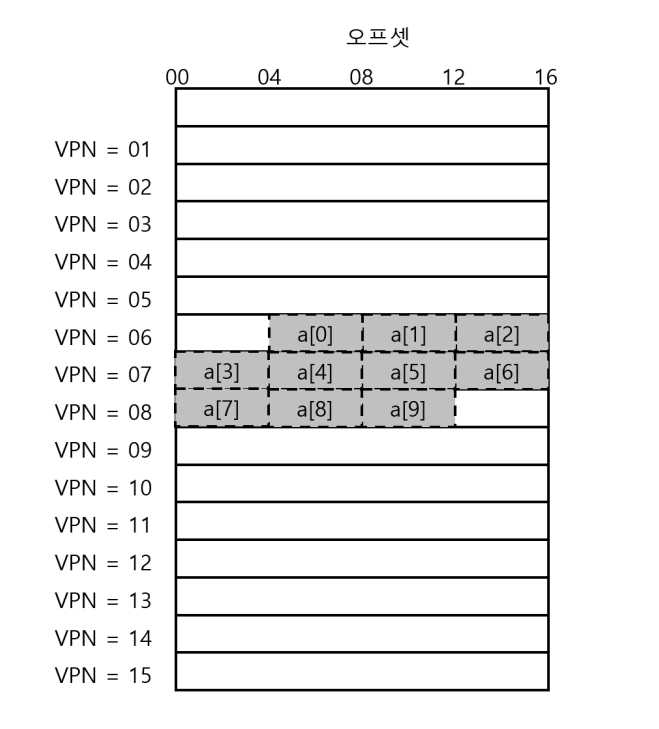 오프셋
00 04 08 12 16
VPN = 01
VPN = 02
VPN = 03
VPN = 04
VPN = 05
VPN = 06 a[0] a[1] a[2]
VPN = 07 a[3] a[4] a[5] a[6]
VPN = 08 a[7] a[8] a[9]
VPN = 09
VPN = 10
VPN = 11
VPN = 12
VPN = 13
VPN = 14
VPN = 15